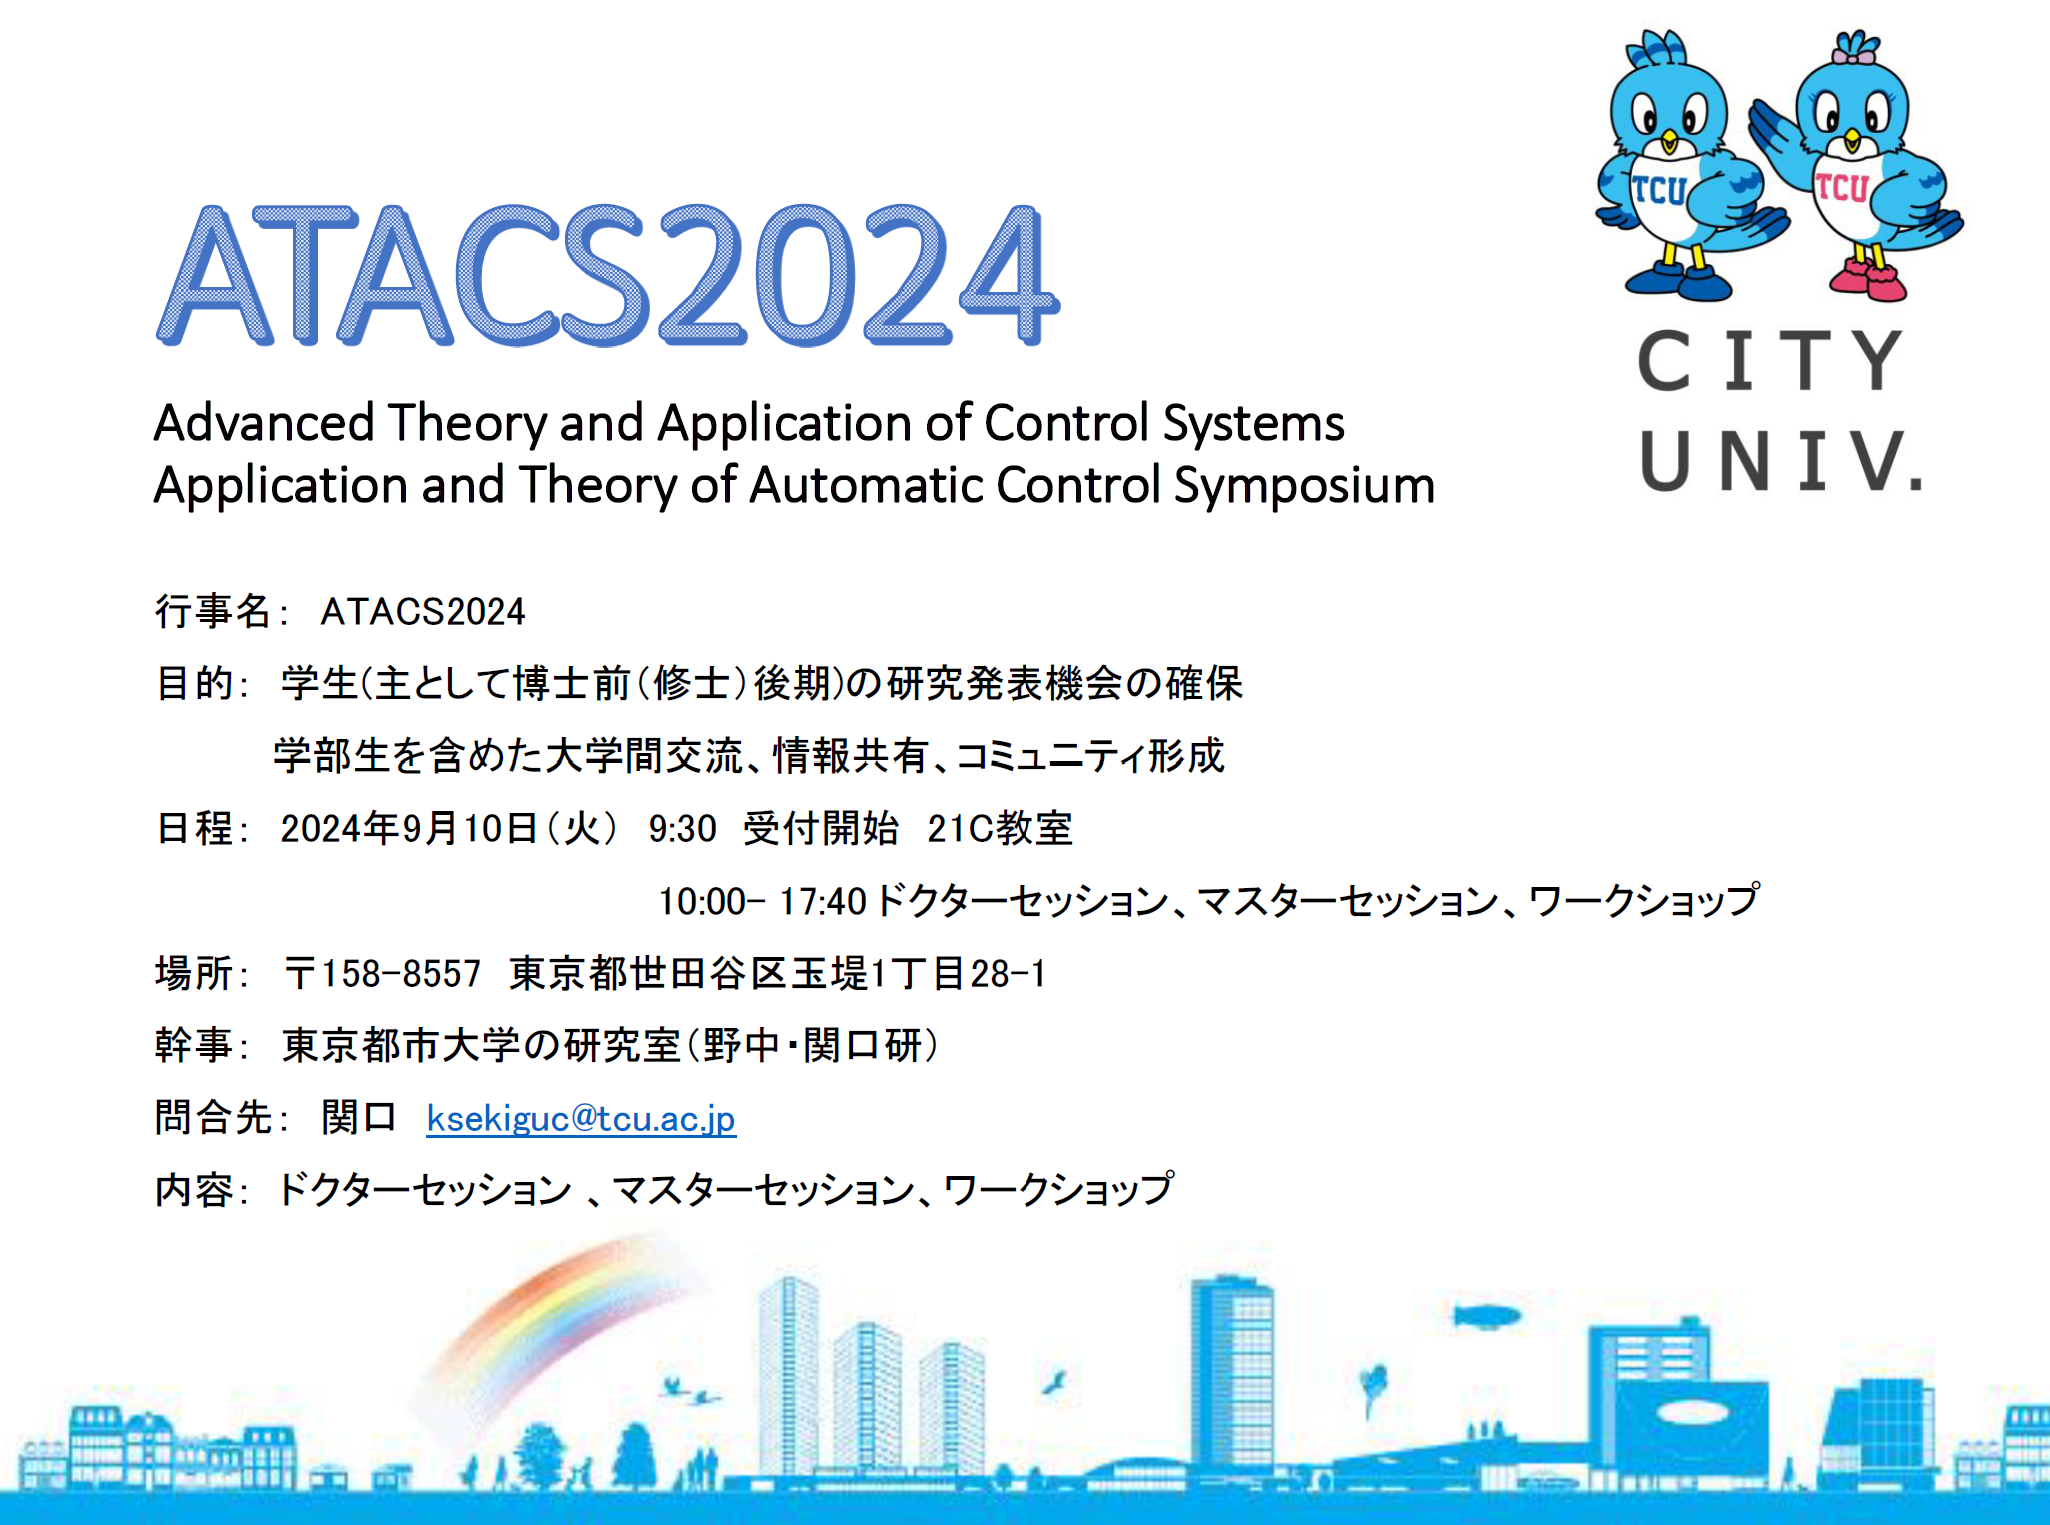 TCU
TCU
CITY
UNIV.
ATACS2024
Advanced Theory and Application of Control Systems
Application and Theory of Automatic Control Symposium
行事名： ATACS2024
目的： 学生(主として博士前（修士）後期)の研究発表機会の確保
学部生を含めた大学間交流、情報共有、コミュニティ形成
日程： 2024年9月10日（火） 9:30 受付開始 21C教室
10:00- 17:40 ドクターセッション、マスターセッション、ワークショップ
場所： 〒158-8557 東京都世田谷区玉堤1丁目28-1
幹事： 東京都市大学の研究室（野中・関口研）
問合先： 関口 ksekiguc@tcu.ac.jp
内容： ドクターセッション 、マスターセッション、ワークショップ